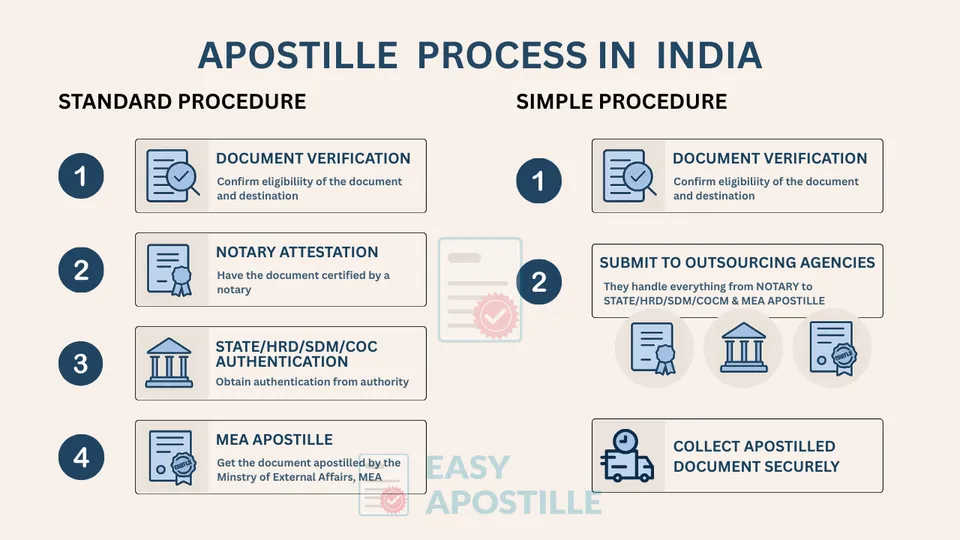 APOSTILLE PROCESS IN INDIA
STANDARD PROCEDURE
1
DOCUMENT VERIFICATION
Confirm eligibiliity of the document
and destination
2
NOTARY ATTESTATION
Have the document certified by a
notary
3
STATE/HRD/SDM/COC
AUTHENTICATION
Obtain authentication from authority
4
MEA APOSTILLE
Get the document apostilled by the
Minstry of External Affairs, MEA
SIMPLE PROCEDURE
1
DOCUMENT VERIFICATION
Confirm eligibiliity of the document
and destination
2
SUBMIT TO OUTSOURCING AGENCIES
They handle everything from NOTARY to
STATE/HRD/SDM/COCM & MEA APOSTILLE
COLLECT APOSTILLED
DOCUMENT SECURELY
EASY
APOSTILLE